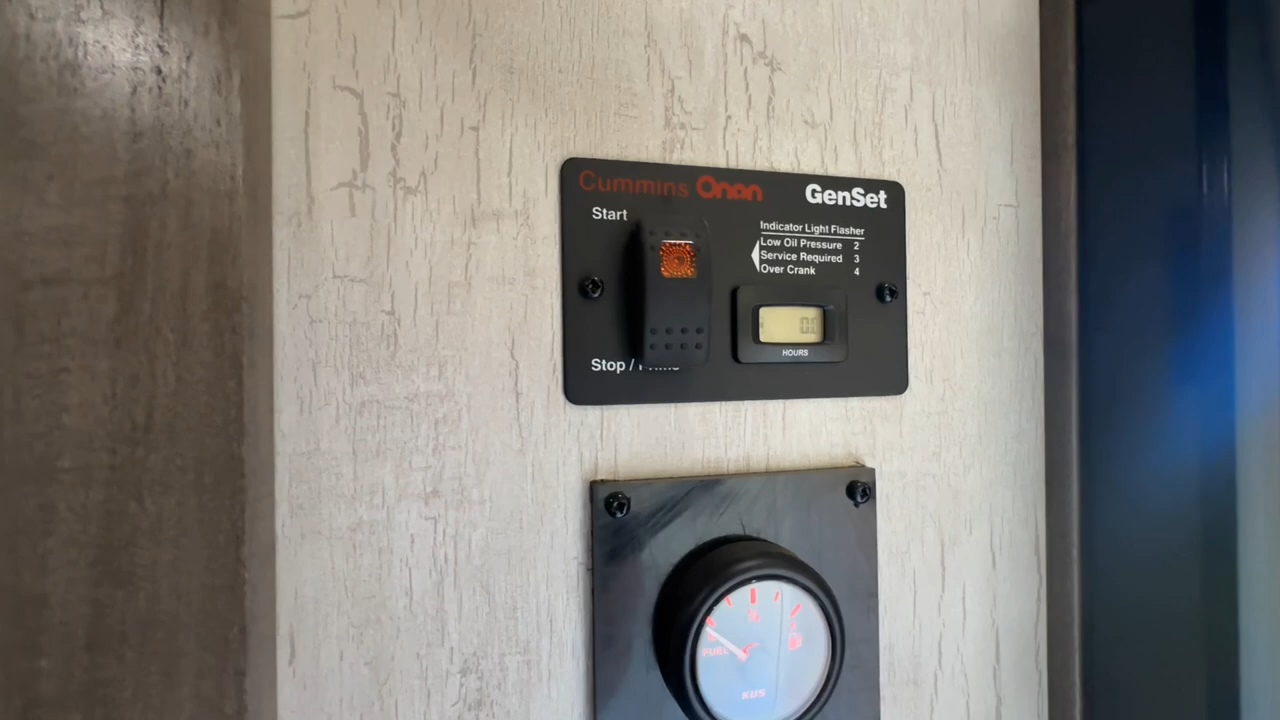 Cummins Onan GenSet
Start
Indicator Light Flasher
Low Oil Pressure 2
Service Required 3
Over Crank 4
HOURS
Stop /
FUEL
KUS